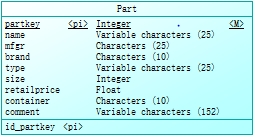 Part
partkey <pi> Integer <M>
name Variable characters (25)
mfgr Characters (25)
brand Characters (10)
type Variable characters (25)
size Integer
retailprice Float
container Characters (10)
comment Variable characters (152)
id_partkey <pi>